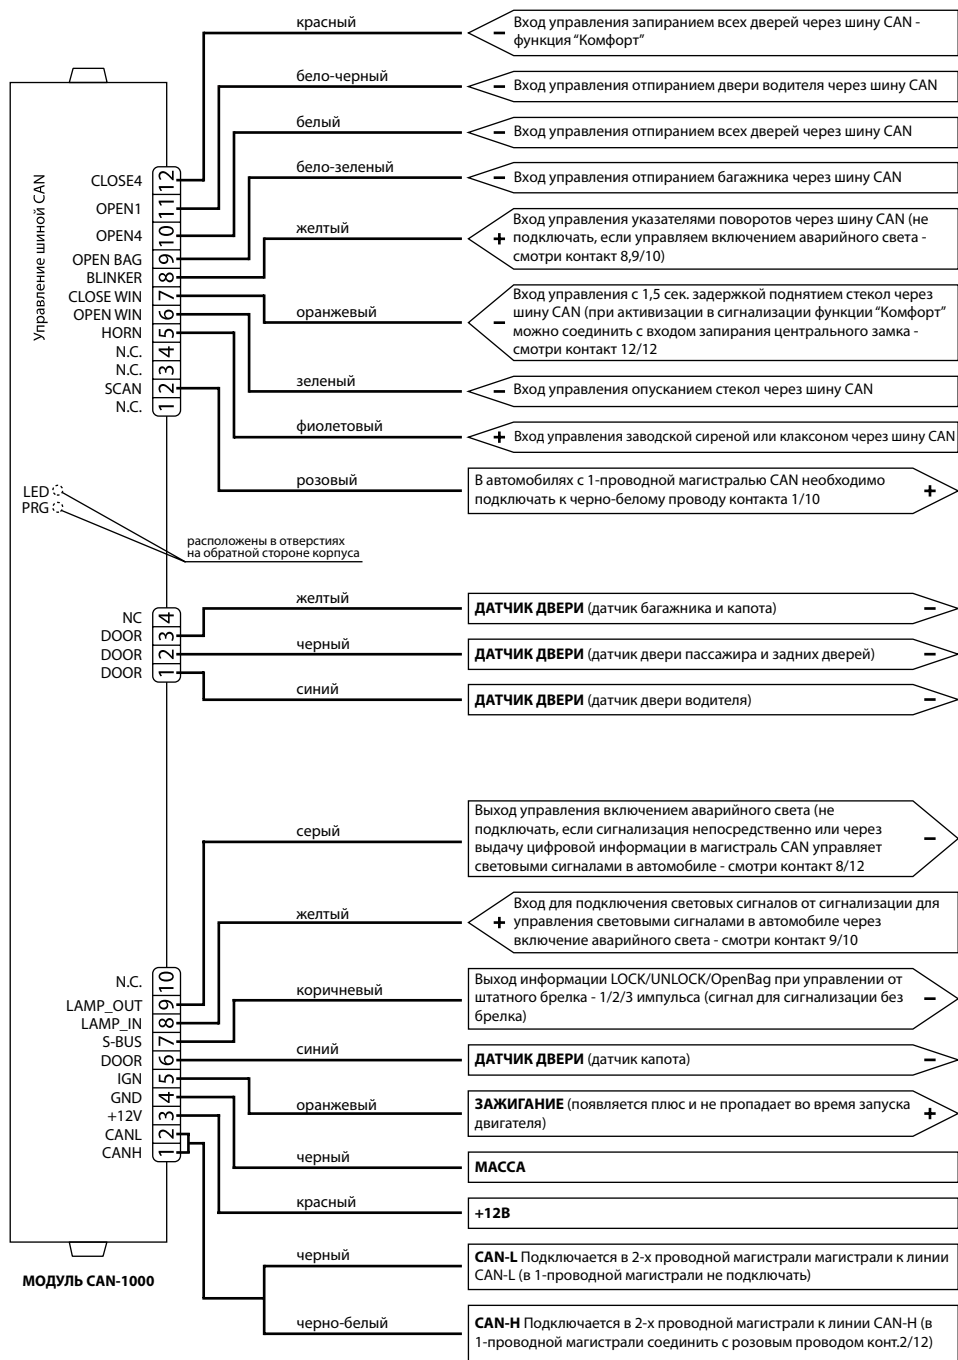 красный
Вход управления запиранием всех дверей через шину CAN -
функция “Комфорт”
бело-черный
Вход управления отпиранием двери водителя через шину CAN
белый
Вход управления отпиранием всех дверей через шину CAN
бело-зеленый
Вход управления отпиранием багажника через шину CAN
желтый
Вход управления указателями поворотов через шину CAN (не
подключать, если управляем включением аварийного света -
смотри контакт 8,9/10)
оранжевый
Вход управления с 1,5 сек. задержкой поднятием стекол через
шину CAN (при активизации в сигнализации функции “Комфорт”
можно соединить с входом запирания центрального замка -
смотри контакт 12/12
зеленый
Вход управления опусканием стекол через шину CAN
фиолетовый
Вход управления заводской сиреной или клаксоном через шину CAN
розовый
В автомобилях с 1-проводной магистралью CAN необходимо
подключать к черно-белому проводу контакта 1/10
Управление шиной CAN
CLOSE4 12
OPEN1 11
OPEN4 10
OPEN BAG 9
BLINKER 8
CLOSE WIN 7
OPEN WIN 6
HORN 5
N.C. 4
N.C. 3
SCAN 2
N.C. 1
LED
PRG
расположены в отверстиях
на обратной стороне корпуса
NC 4
DOOR 3
DOOR 2
DOOR 1
желтый
ДАТЧИК ДВЕРИ (датчик багажника и капота)
черный
ДАТЧИК ДВЕРИ (датчик двери пассажира и задних дверей)
синий
ДАТЧИК ДВЕРИ (датчик двери водителя)
серый
Выход управления включением аварийного света (не
подключать, если сигнализация непосредственно или через
выдачу цифровой информации в магистраль CAN управляет
световыми сигналами в автомобиле - смотри контакт 8/12
желтый
Вход для подключения световых сигналов от сигнализации для
управления световыми сигналами в автомобиле через
включение аварийного света - смотри контакт 9/10
коричневый
Выход информации LOCK/UNLOCK/OpenBag при управлении от
штатного брелка - 1/2/3 импульса (сигнал для сигнализации без
брелка)
синий
ДАТЧИК ДВЕРИ (датчик капота)
оранжевый
ЗАЖИГАНИЕ (появляется плюс и не пропадает во время запуска
двигателя)
черный
МАССА
красный
+12В
черный
CAN-L Подключается в 2-х проводной магистрали магистрали к линии
CAN-L (в 1-проводной магистрали не подключать)
черно-белый
CAN-H Подключается в 2-х проводной магистрали к линии CAN-H (в
1-проводной магистрали соединить с розовым проводом конт.2/12)
N.C. 10
LAMP_OUT 9
LAMP_IN 8
S-BUS 7
DOOR 6
IGN 5
GND 4
+12V 3
CANL 2
CANH 1
МОДУЛЬ CAN-1000